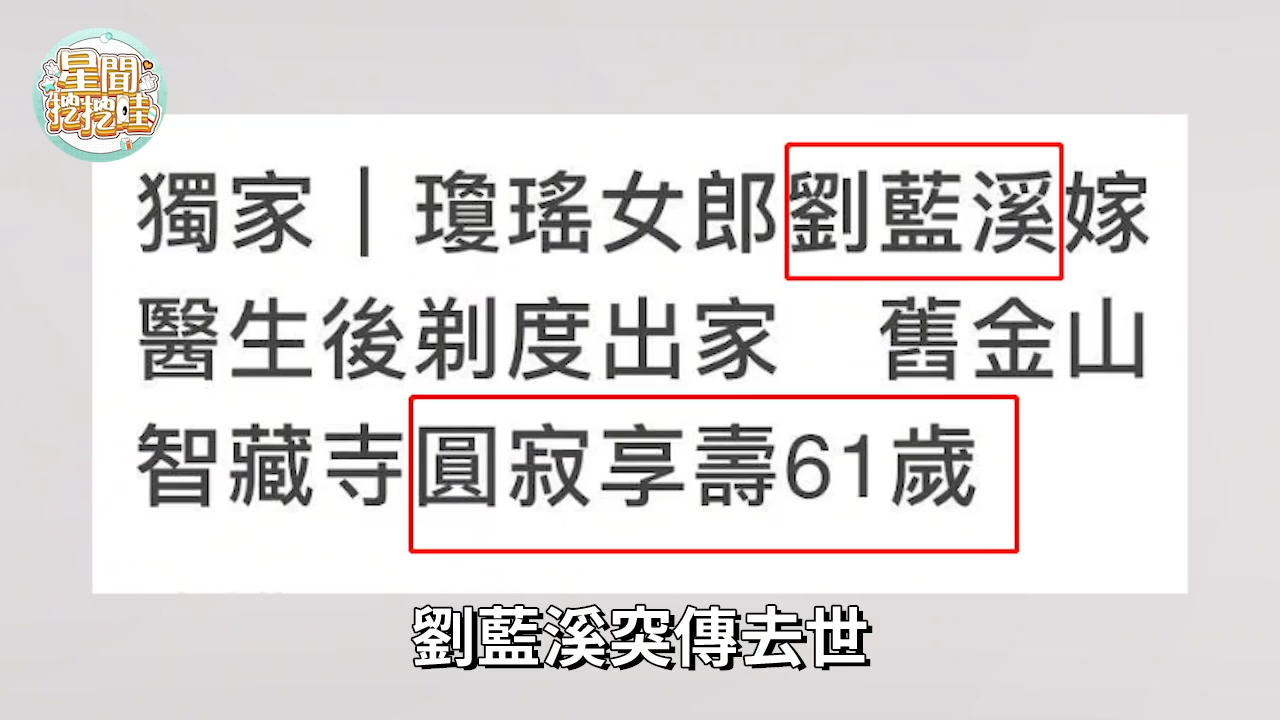 星聞
挖挖哇
獨家｜瓊瑤女郎劉藍溪嫁
醫生後剃度出家　舊金山
智藏寺圓寂享壽61歲
劉藍溪突傳去世